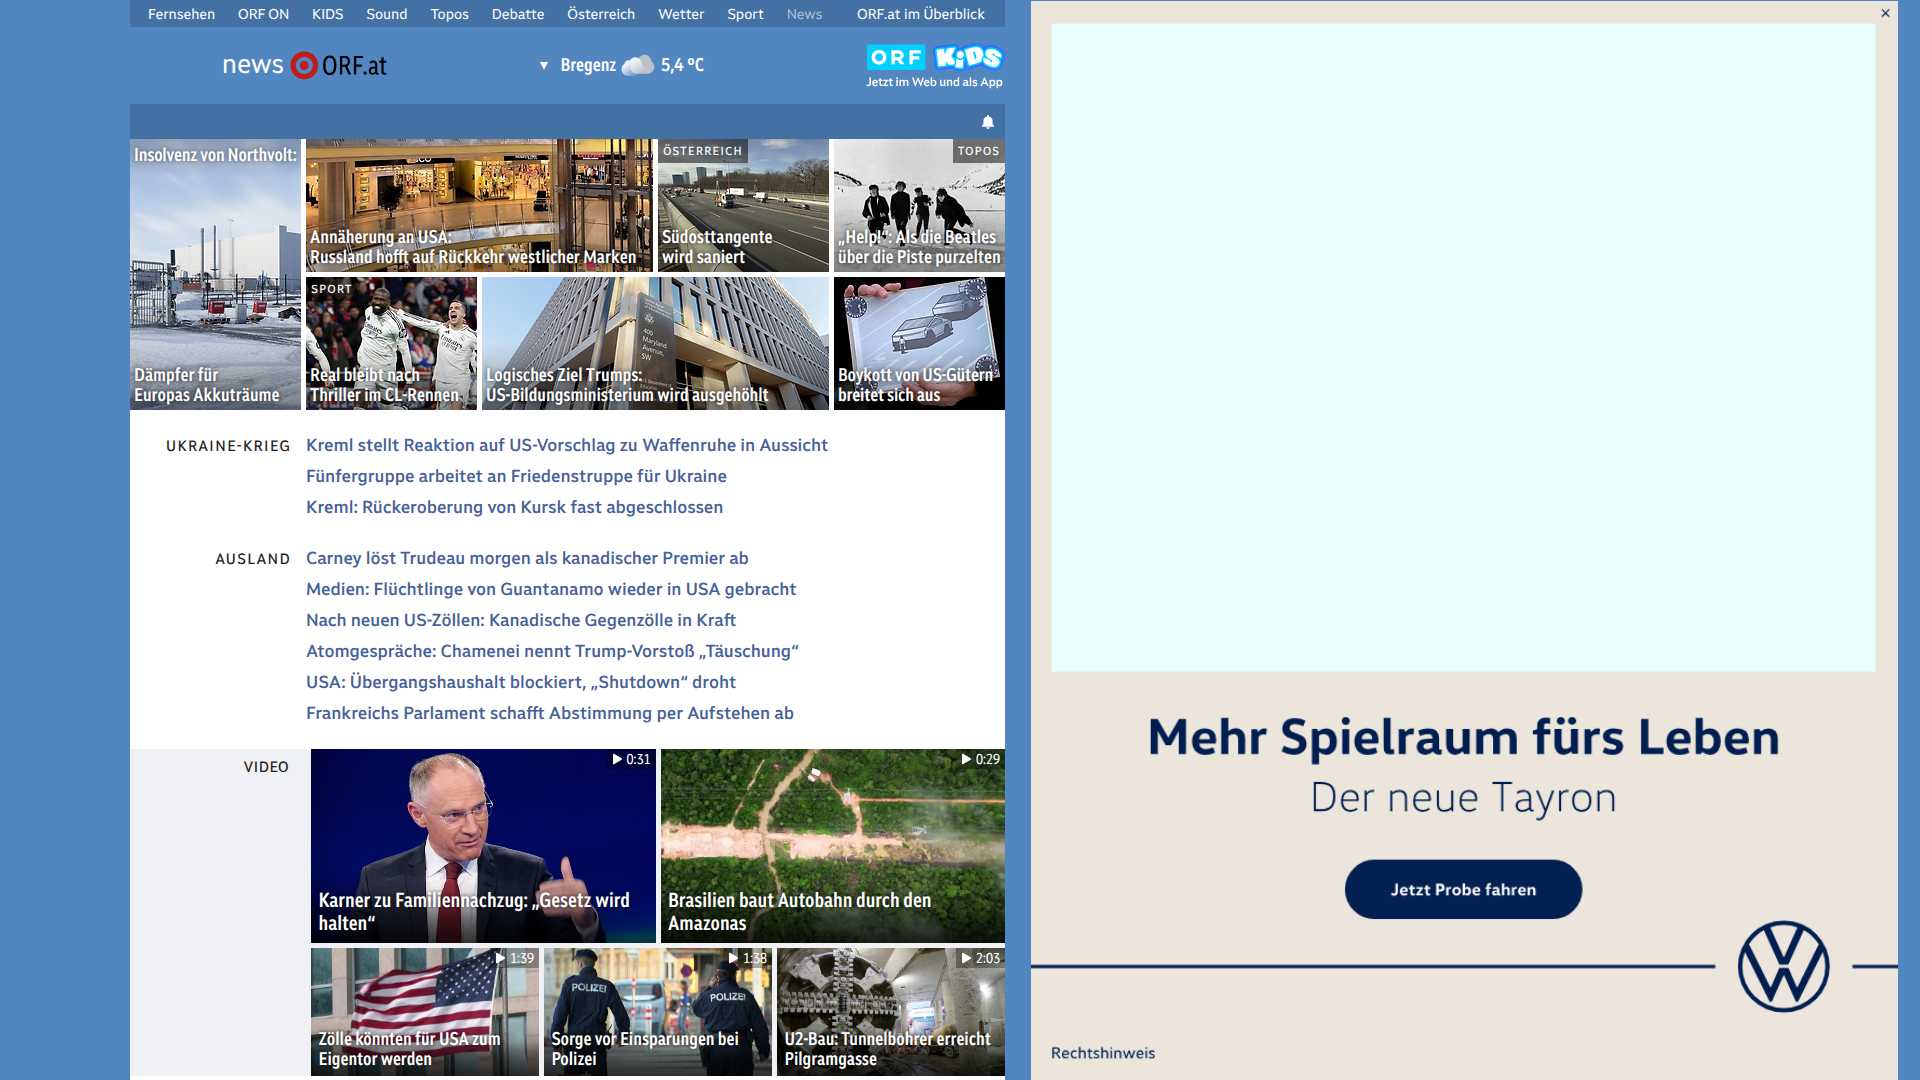 Fernsehen ORF ON KIDS Sound Topos Debatte Österreich Wetter Sport News ORF.at im Überblick
news ORF.at
▼ Bregenz 5,4 °C
ORF KiDS
Jetzt im Web und als App
Insolvenz von Northvolt:
Dämpfer für
Europas Akkuträume
Annäherung an USA:
Russland hofft auf Rückkehr westlicher Marken
ÖSTERREICH
Südosttangente
wird saniert
TOPOS
„Help!“: Als die Beatles
über die Piste purzelten
SPORT
Real bleibt nach
Thriller im CL-Rennen
400
Maryland
Avenue,
SW
Logisches Ziel Trumps:
US-Bildungsministerium wird ausgehöhlt
Boykott von US-Gütern
breitet sich aus
UKRAINE-KRIEG
Kreml stellt Reaktion auf US-Vorschlag zu Waffenruhe in Aussicht
Fünfergruppe arbeitet an Friedenstruppe für Ukraine
Kreml: Rückeroberung von Kursk fast abgeschlossen
AUSLAND
Carney löst Trudeau morgen als kanadischer Premier ab
Medien: Flüchtlinge von Guantanamo wieder in USA gebracht
Nach neuen US-Zöllen: Kanadische Gegenzölle in Kraft
Atomgespräche: Chamenei nennt Trump-Vorstoß „Täuschung“
USA: Übergangshaushalt blockiert, „Shutdown“ droht
Frankreichs Parlament schafft Abstimmung per Aufstehen ab
VIDEO
0:31
Karner zu Familiennachzug: „Gesetz wird
halten“
0:29
Brasilien baut Autobahn durch den
Amazonas
1:39
Zölle könnten für USA zum
Eigentor werden
1:38
POLIZEI
POLIZEI
Sorge vor Einsparungen bei
Polizei
2:03
U2-Bau: Tunnelbohrer erreicht
Pilgramgasse
×
Mehr Spielraum fürs Leben
Der neue Tayron
Jetzt Probe fahren
Rechtshinweis